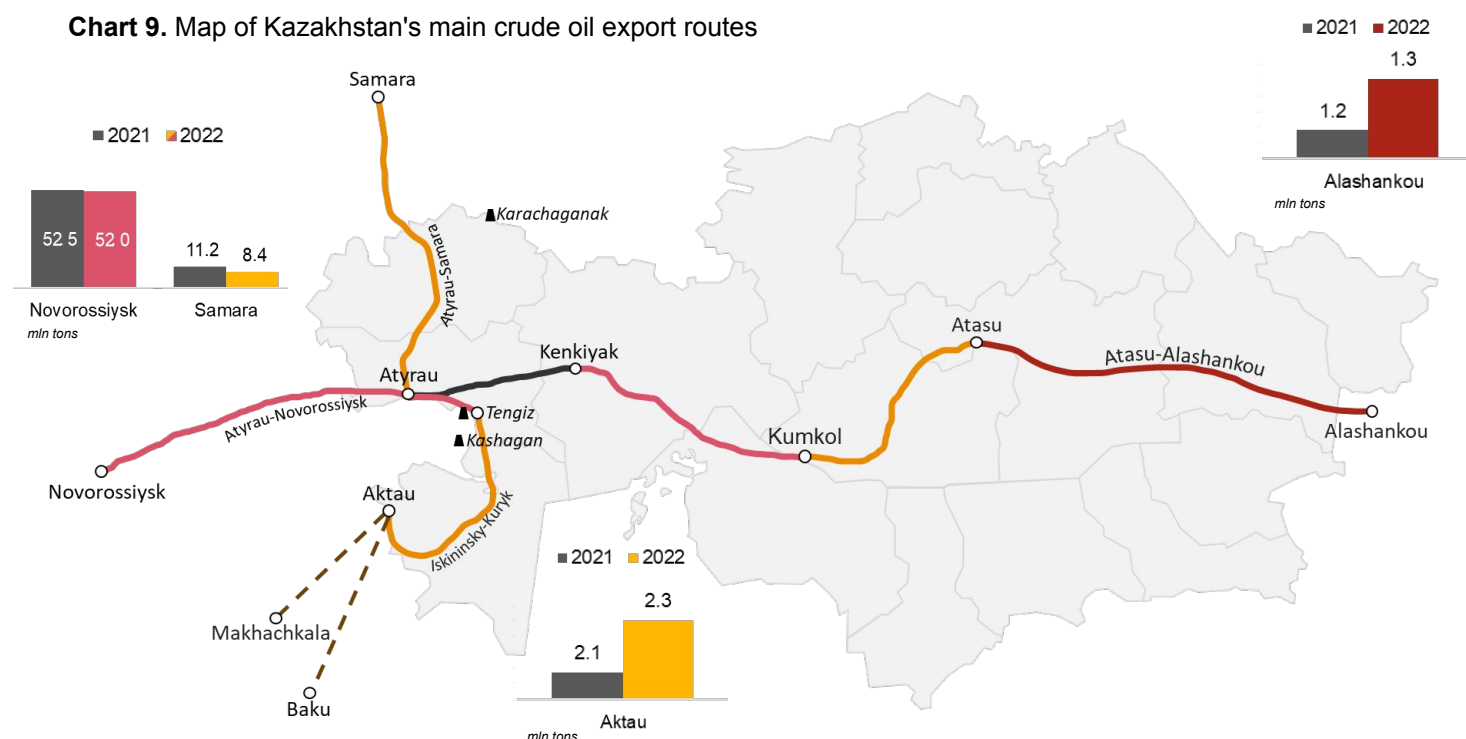 Chart 9. Map of Kazakhstan's main crude oil export routes
2021 2022
1.3
1.2
Alashankou
mln tons
Samara
2021 2022
52 5 52 0
11.2 8.4
Novorossiysk Samara
mln tons
Karachaganak
Atyrau-Samara
Atasu
Kenkiyak
Atasu-Alashankou
Atyrau
Atyrau-Novorossiysk
Tengiz
Kashagan
Kumkol
Alashankou
Novorossiysk
Aktau
Iskininsky-Kuryk
2021 2022
2.3
2.1
Makhachkala
Baku
Aktau
mln tons